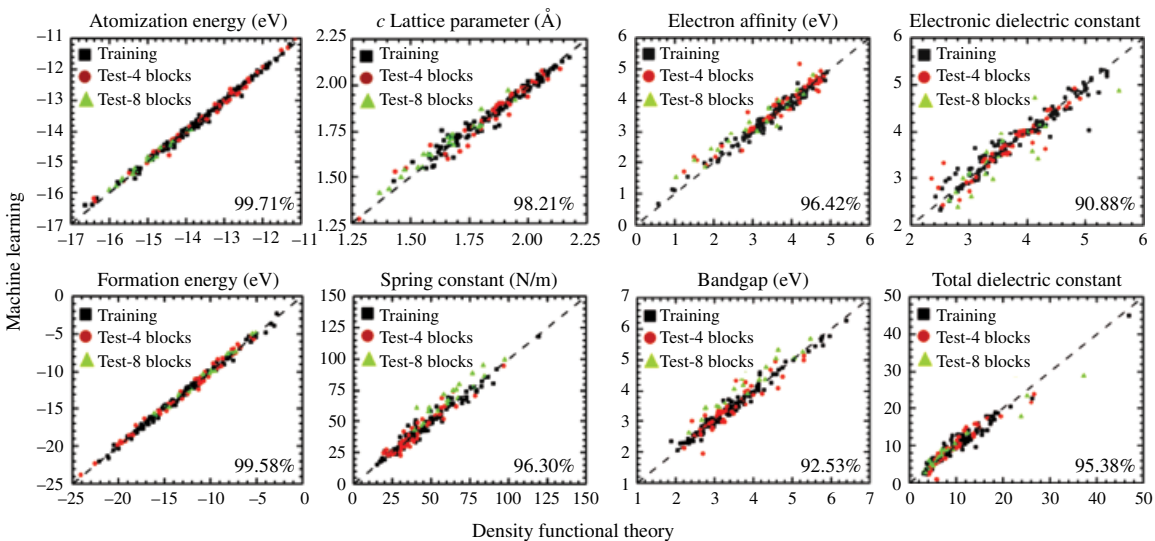 Atomization energy (eV)
−11
−12
−13
−14
−15
−16
−17
Training
Test-4 blocks
Test-8 blocks
99.71%
−17 −16 −15 −14 −13 −12 −11
c Lattice parameter (Å)
2.25
2.00
1.75
1.50
1.25
Training
Test-4 blocks
Test-8 blocks
98.21%
1.25 1.50 1.75 2.00 2.25
Electron affinity (eV)
6
5
4
3
2
1
0
Training
Test-4 blocks
Test-8 blocks
96.42%
0 1 2 3 4 5 6
Electronic dielectric constant
6
5
4
3
2
Training
Test-4 blocks
Test-8 blocks
90.88%
2 3 4 5 6
Machine learning
Formation energy (eV)
0
−5
−10
−15
−20
−25
Training
Test-4 blocks
Test-8 blocks
99.58%
−25 −20 −15 −10 −5 0
Spring constant (N/m)
150
125
100
75
50
25
0
Training
Test-4 blocks
Test-8 blocks
96.30%
0 25 50 75 100 125 150
Bandgap (eV)
7
6
5
4
3
2
1
Training
Test-4 blocks
Test-8 blocks
92.53%
1 2 3 4 5 6 7
Total dielectric constant
50
40
30
20
10
0
Training
Test-4 blocks
Test-8 blocks
95.38%
0 10 20 30 40 50
Density functional theory